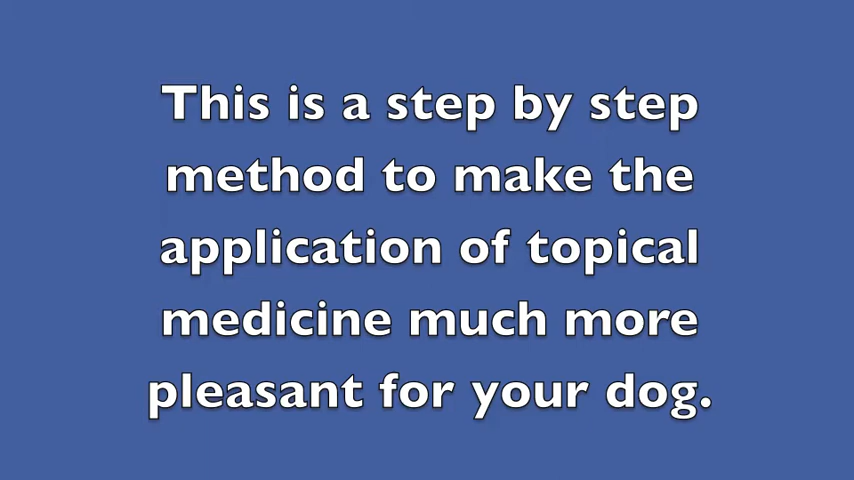 This is a step by step
method to make the
application of topical
medicine much more
pleasant for your dog.